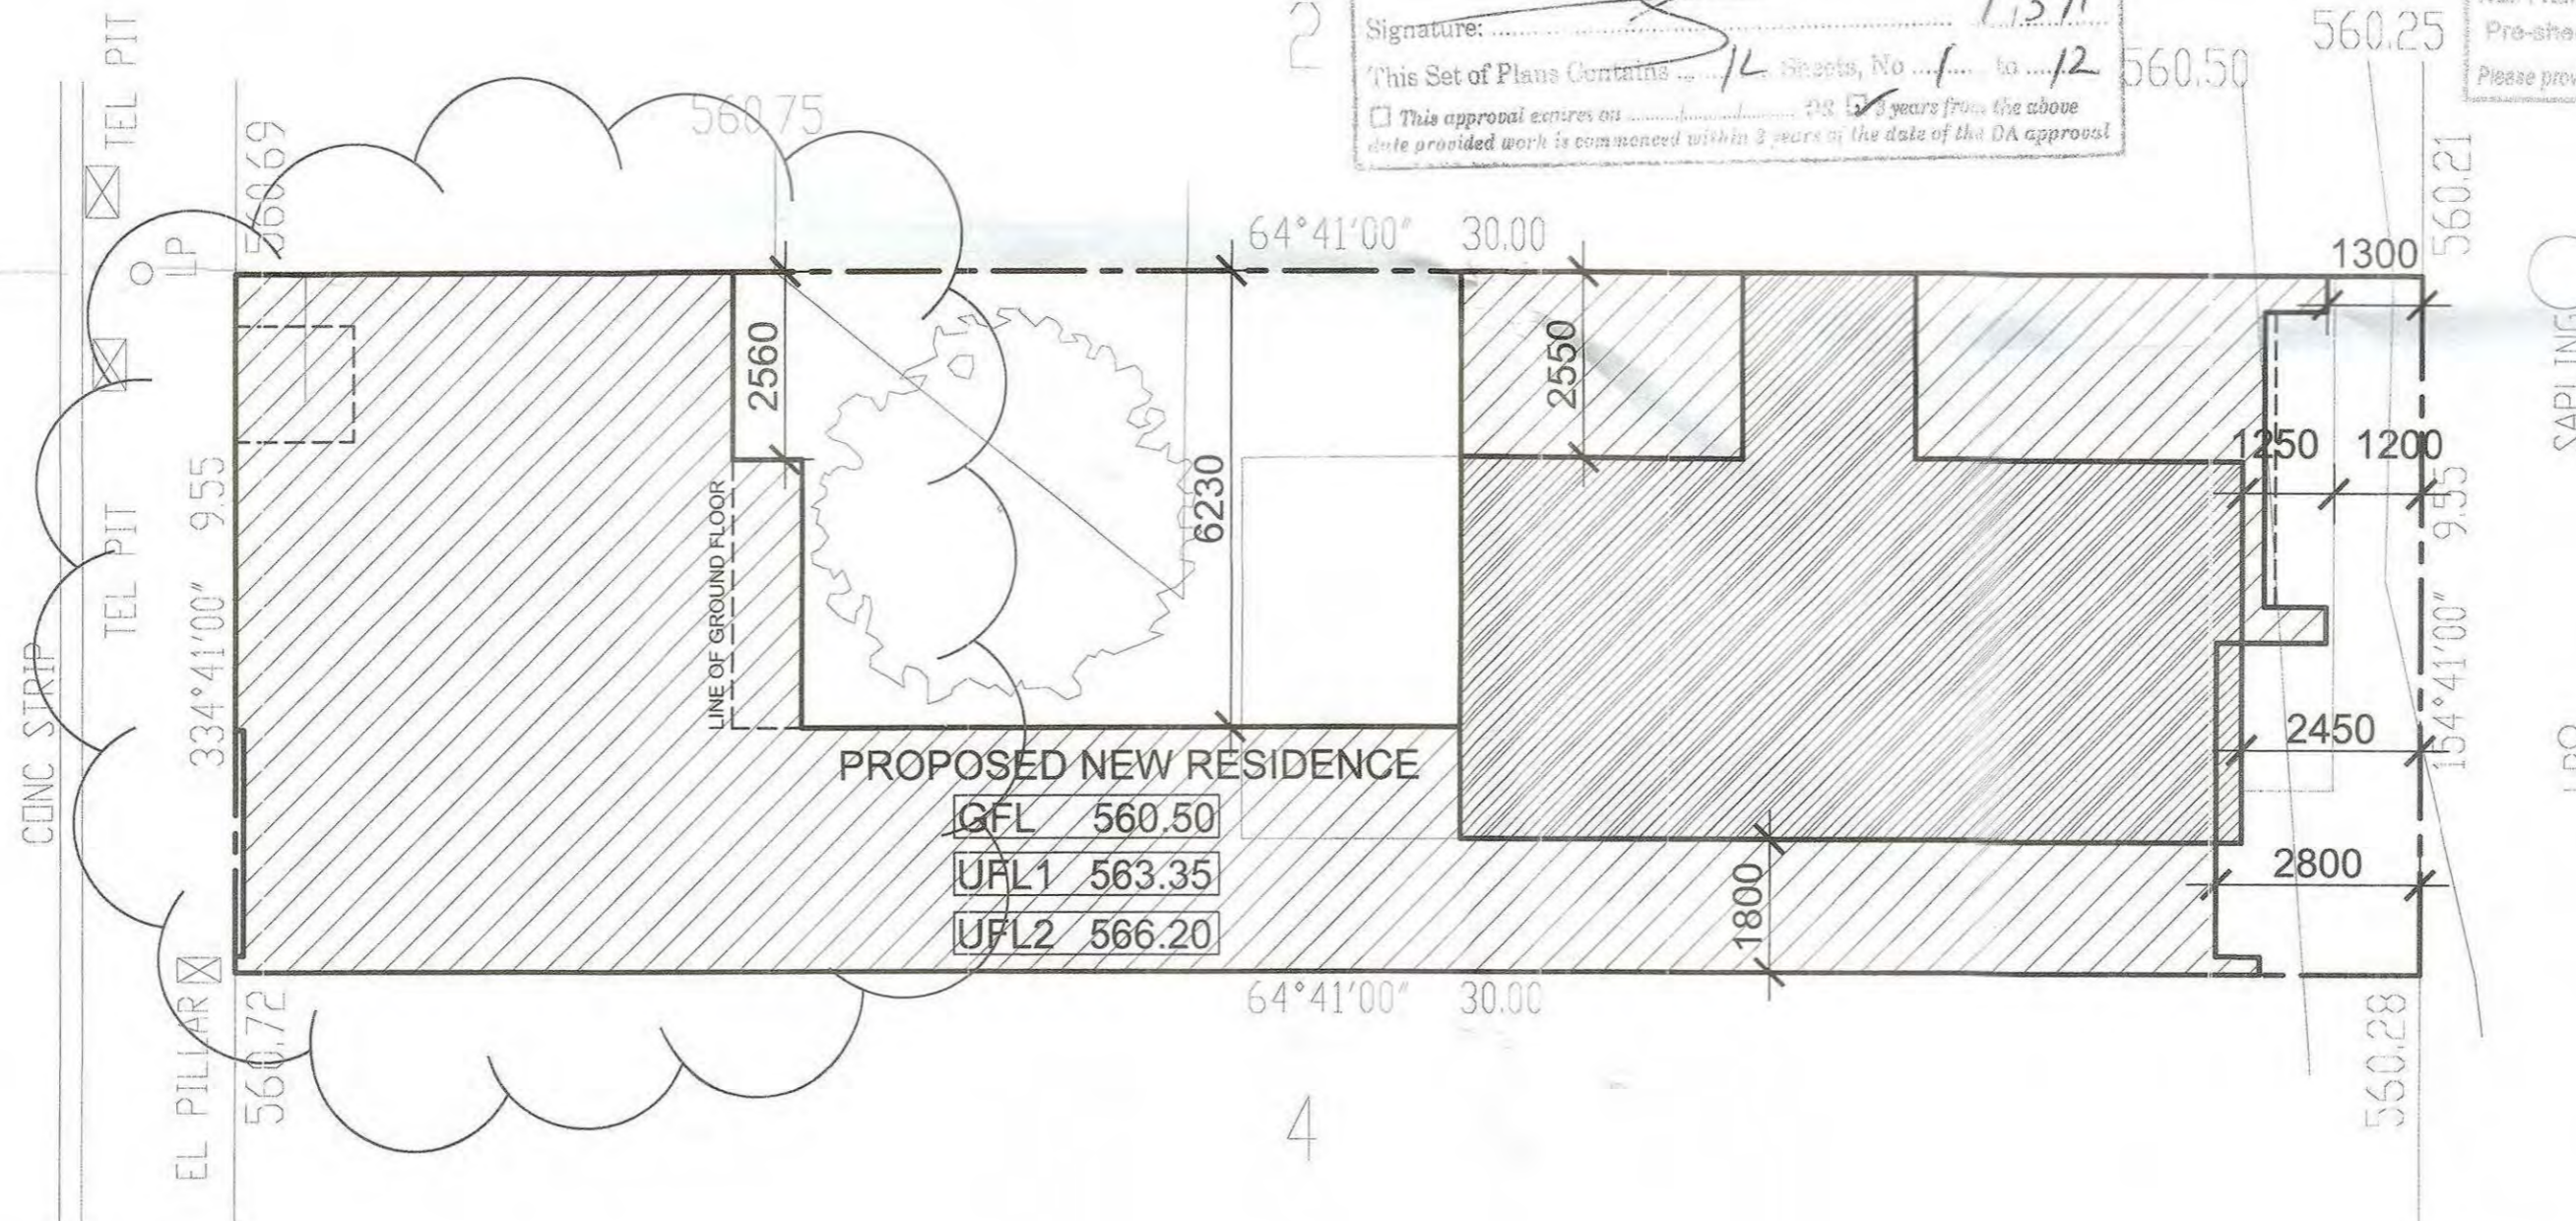 2
Signature:
This Set of Plans Contains 12 Sheets, No 1 to 12
This approval expires on ..../..../.... OR 3 years from the above
date provided work is commenced within 3 years of the date of the DA approval
Please
560.25
560.50
560.21
560.75
560.69
TEL PIT
LP
64°41'00" 30.00
1300
2560
2550
6230
1250 1200
SAPLING
9.55
334°41'00"
TEL PIT
CONC STRIP
LINE OF GROUND FLOOR
9.55
154°41'00"
2450
2800
1800
PROPOSED NEW RESIDENCE
GFL 560.50
UFL1 563.35
UFL2 566.20
EL PILLAR
560.72
64°41'00" 30.00
560.28
4